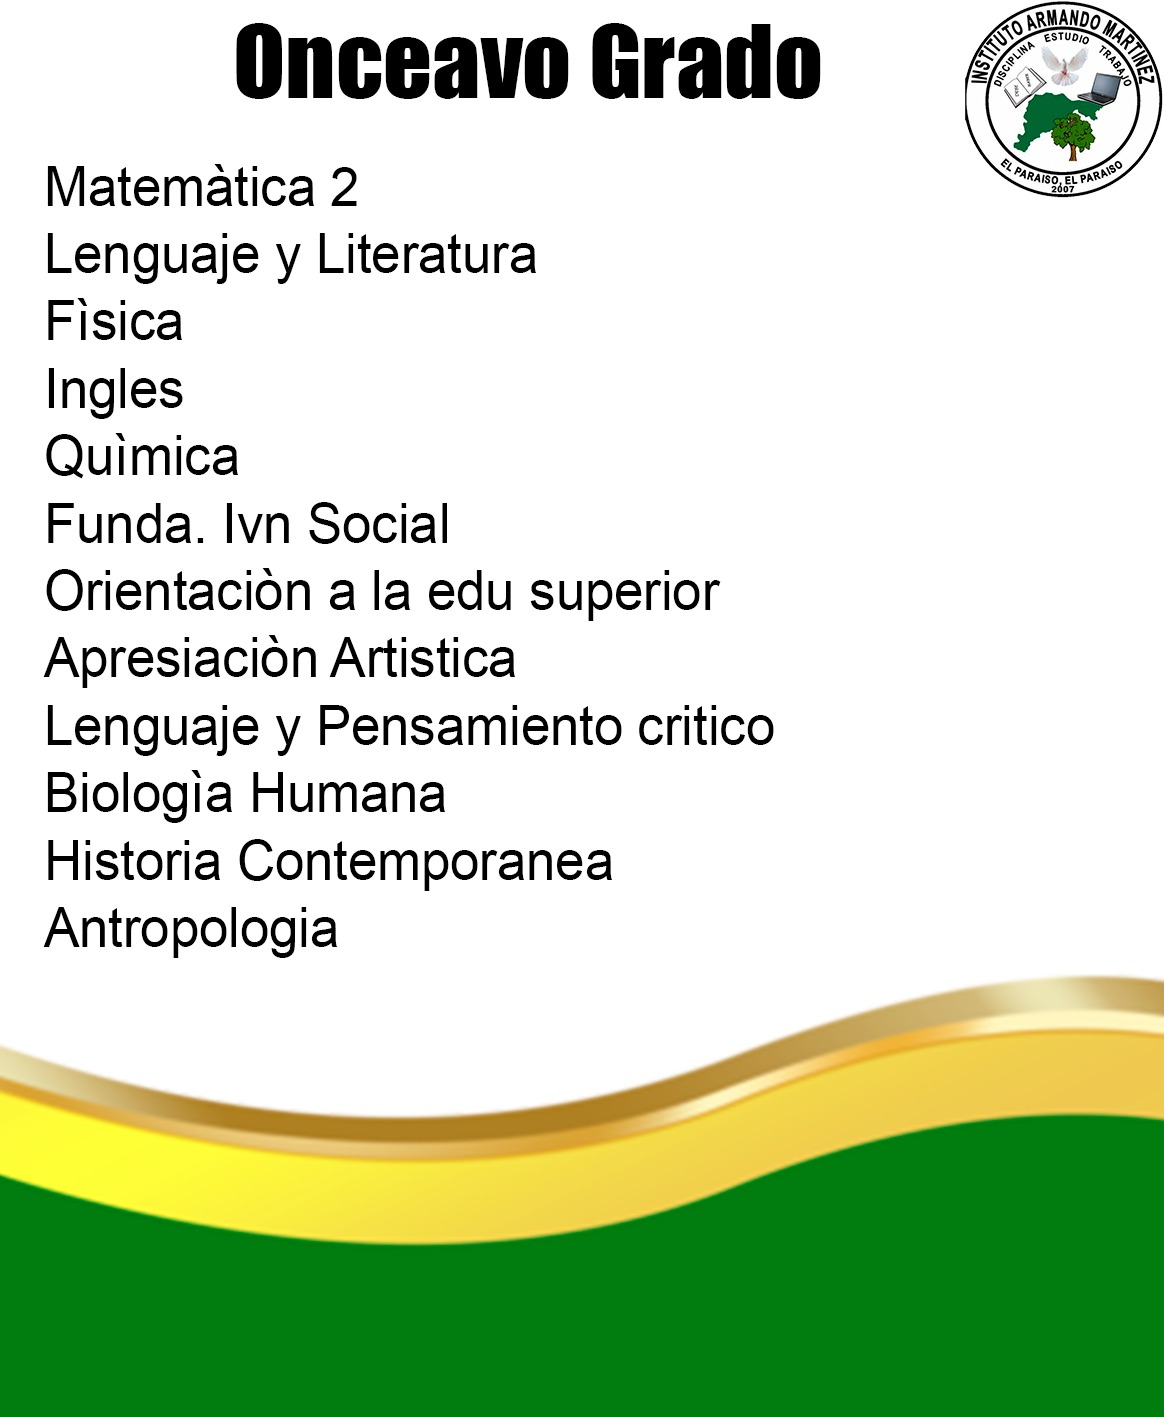 Onceavo Grado
INSTITUTO ARMANDO MARTINEZ
DISCIPLINA ESTUDIO TRABAJO
EL PARAISO, EL PARAISO
2007
Matemàtica 2
Lenguaje y Literatura
Fìsica
Ingles
Quìmica
Funda. Ivn Social
Orientaciòn a la edu superior
Apresiaciòn Artistica
Lenguaje y Pensamiento critico
Biologìa Humana
Historia Contemporanea
Antropologia